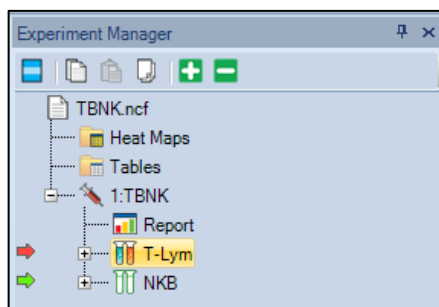 Experiment Manager
TBNK.ncf
Heat Maps
Tables
1:TBNK
Report
T-Lym
NKB